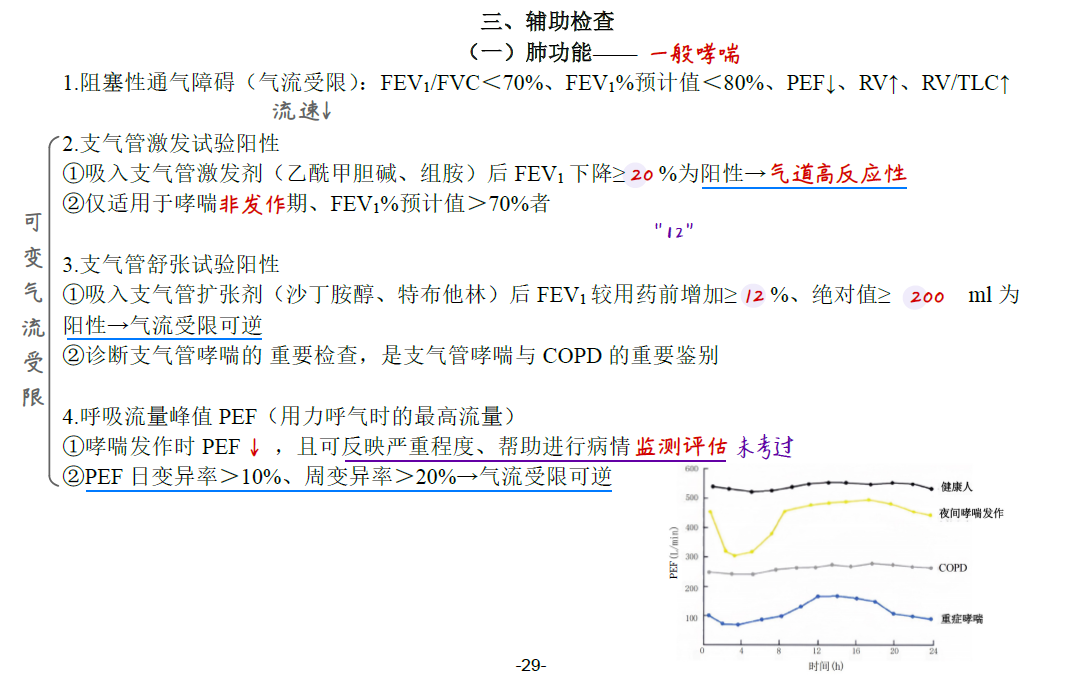 三、辅助检查
（一）肺功能—— 一般哮喘
1.阻塞性通气障碍（气流受限）：FEV₁/FVC＜70%、FEV₁%预计值＜80%、PEF↓、RV↑、RV/TLC↑
流速↓
2.支气管激发试验阳性
①吸入支气管激发剂（乙酰甲胆碱、组胺）后 FEV₁ 下降≥ 20 %为阳性→气道高反应性
②仅适用于哮喘非发作期、FEV₁%预计值＞70%者
"12"
3.支气管舒张试验阳性
①吸入支气管扩张剂（沙丁胺醇、特布他林）后 FEV₁ 较用药前增加≥ 12 %、绝对值≥ 200 ml 为
阳性→气流受限可逆
②诊断支气管哮喘的 重要检查，是支气管哮喘与 COPD 的重要鉴别
可变气流受限
4.呼吸流量峰值 PEF（用力呼气时的最高流量）
①哮喘发作时 PEF ↓ ，且可反映严重程度、帮助进行病情监测评估 未考过
②PEF 日变异率＞10%、周变异率＞20%→气流受限可逆
PEF(L/min)
600
500
400
300
200
100
健康人
夜间哮喘发作
COPD
重症哮喘
0 4 8 12 16 20 24
时间(h)
-29-